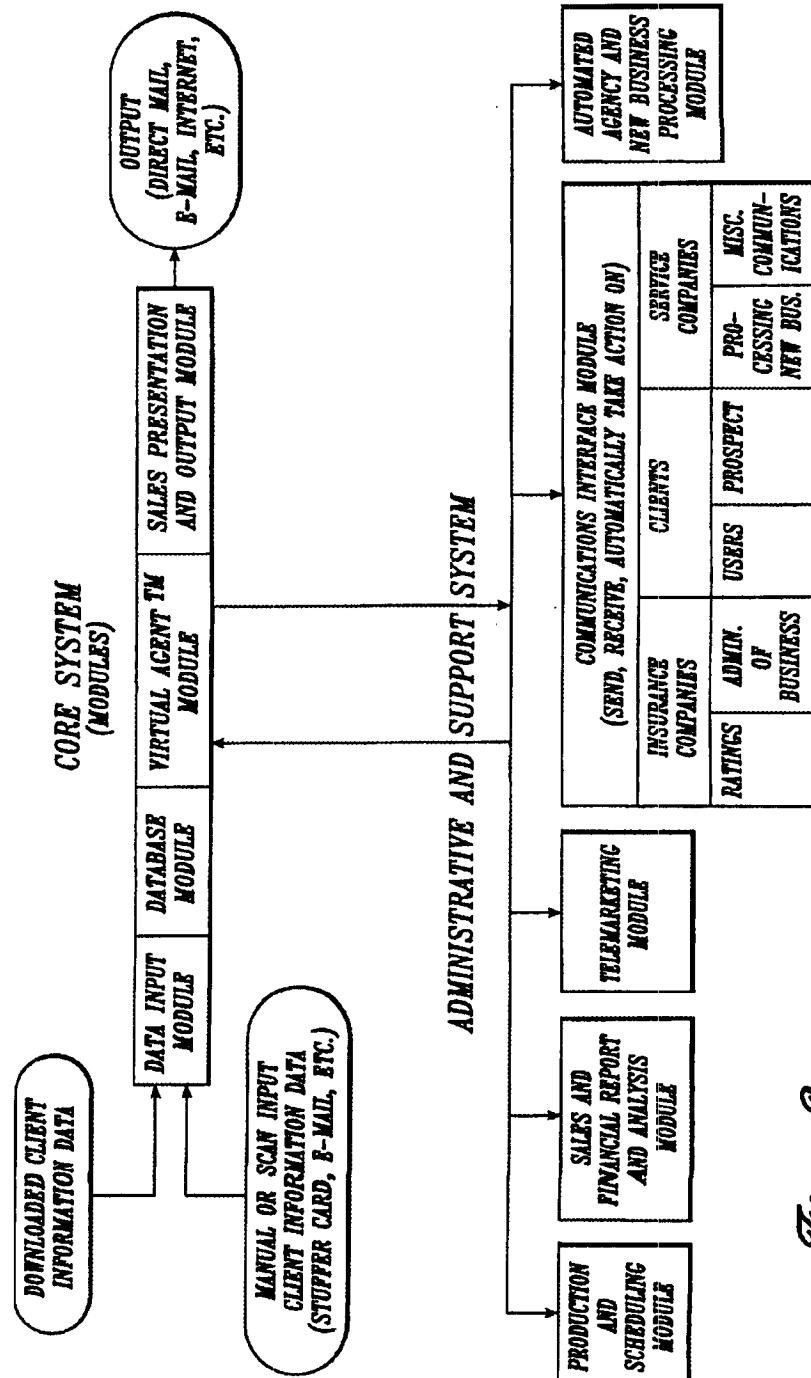 CORE SYSTEM
(MODULES)
DOWNLOADED CLIENT
INFORMATION DATA
MANUAL OR SCAN INPUT
CLIENT INFORMATION DATA
(STUFFER CARD, E-MAIL, ETC.)
DATA INPUT
MODULE
DATABASE
MODULE
VIRTUAL AGENT TM
MODULE
SALES PRESENTATION
AND OUTPUT MODULE
OUTPUT
(DIRECT MAIL,
E-MAIL, INTERNET,
ETC.)
ADMINISTRATIVE AND SUPPORT SYSTEM
PRODUCTION
AND
SCHEDULING
MODULE
SALES AND
FINANCIAL REPORT
AND ANALYSIS
MODULE
TELEMARKETING
MODULE
COMMUNICATIONS INTERFACE MODULE
(SEND, RECEIVE, AUTOMATICALLY TAKE ACTION ON)
INSURANCE
COMPANIES
CLIENTS
SERVICE
COMPANIES
RATINGS
ADMIN.
OF
BUSINESS
USERS
PROSPECT
PRO-
CESSING
NEW BUS.
MISC.
COMMUN-
ICATIONS
AUTOMATED
AGENCY AND
NEW BUSINESS
PROCESSING
MODULE